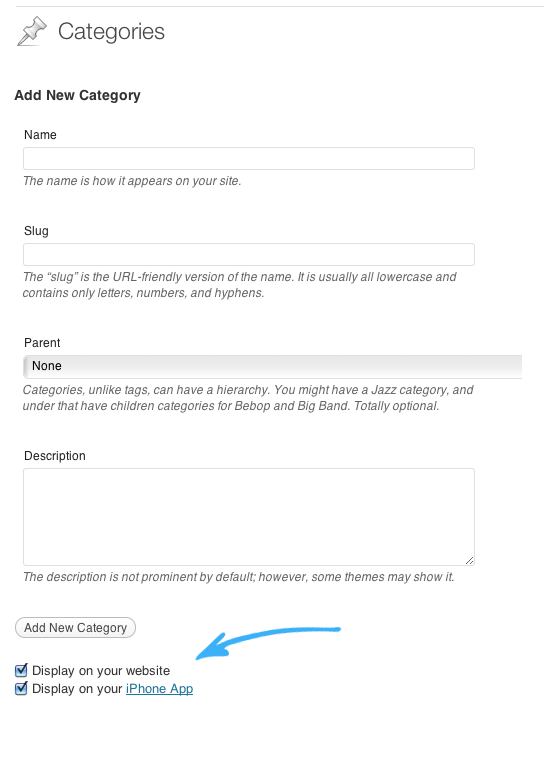 Categories
Add New Category
Name
The name is how it appears on your site.
Slug
The “slug” is the URL-friendly version of the name. It is usually all lowercase and
contains only letters, numbers, and hyphens.
Parent
None
Categories, unlike tags, can have a hierarchy. You might have a Jazz category, and
under that have children categories for Bebop and Big Band. Totally optional.
Description
The description is not prominent by default; however, some themes may show it.
Add New Category
Display on your website
Display on your iPhone App